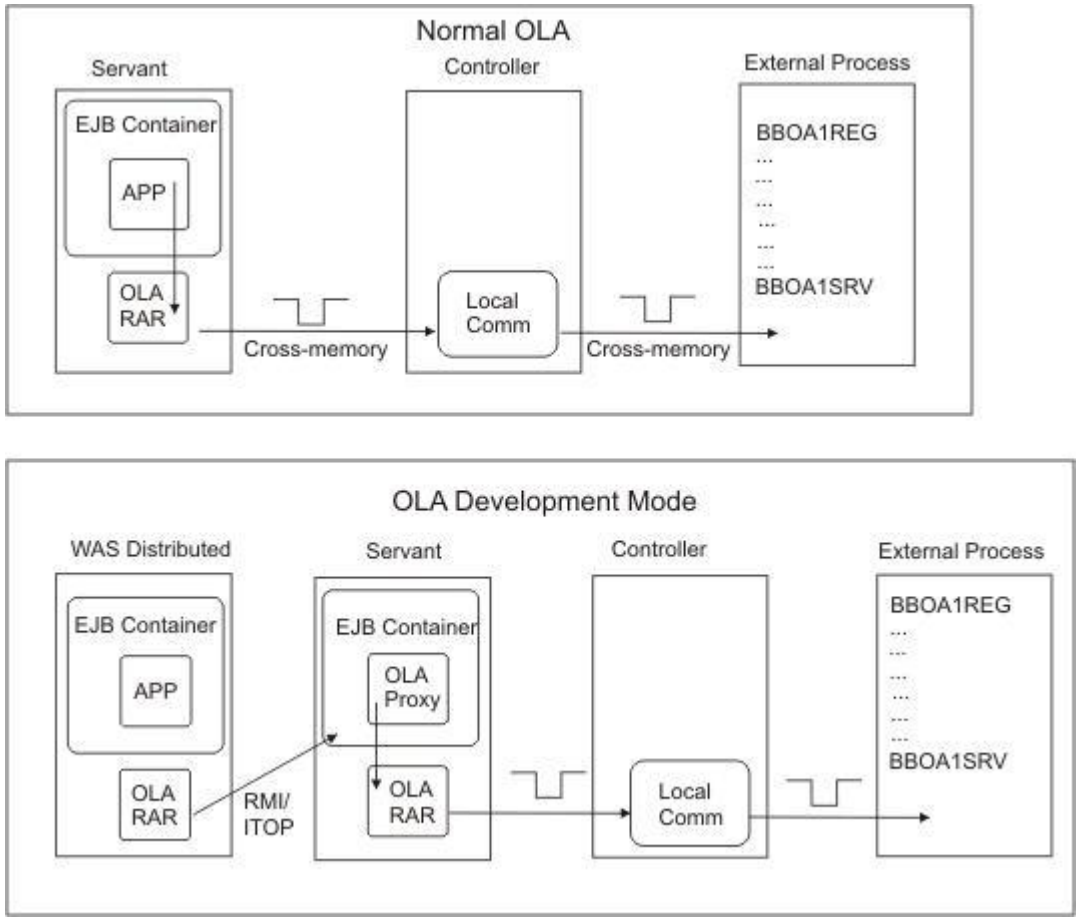 Normal OLA
Servant
Controller
External Process
EJB Container
APP
OLA
RAR
Cross-memory
Local
Comm
Cross-memory
BBOA1REG
...
...
...
...
...
...
BBOA1SRV
OLA Development Mode
WAS Distributed
Servant
Controller
External Process
EJB Container
APP
OLA
RAR
RMI/
ITOP
EJB Container
OLA
Proxy
OLA
RAR
Local
Comm
BBOA1REG
...
...
...
...
...
...
BBOA1SRV